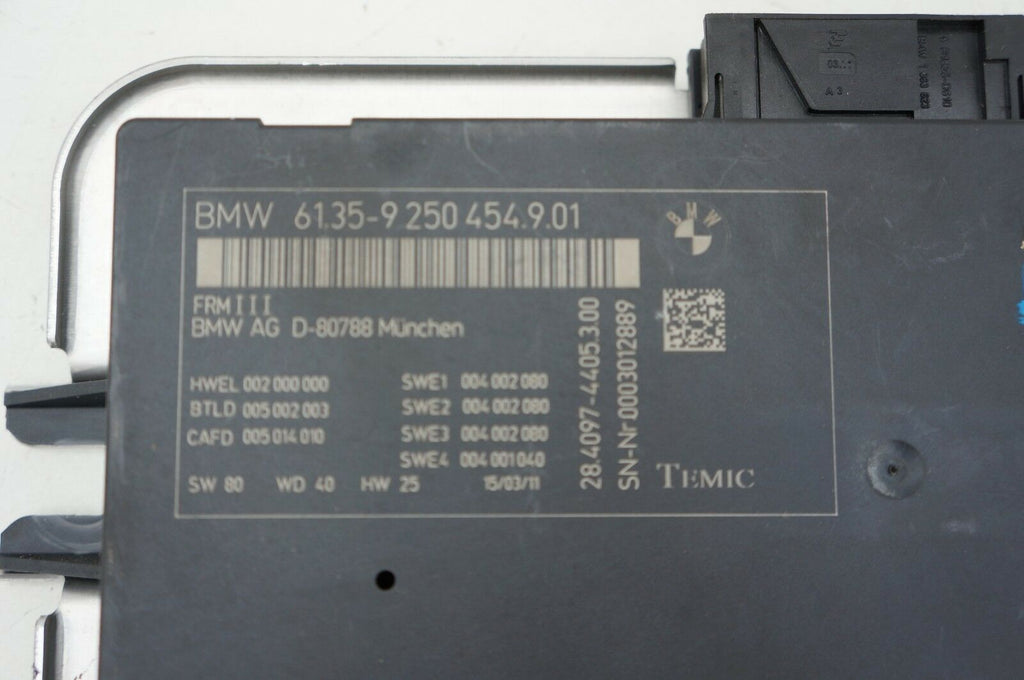 BMW 61.35-9 250 454.9.01
BMW
FRM III
BMW AG D-80788 München
HWEL 002 000 000
BTLD 005 002 003
CAFD 005 014 010
SWE1 004 002 080
SWE2 004 002 080
SWE3 004 002 080
SWE4 004 001 040
SW 80 WD 40 HW 25 15/03/11
28.4097-4405.3.00
SN-Nr 0003012889
TEMIC
A 3